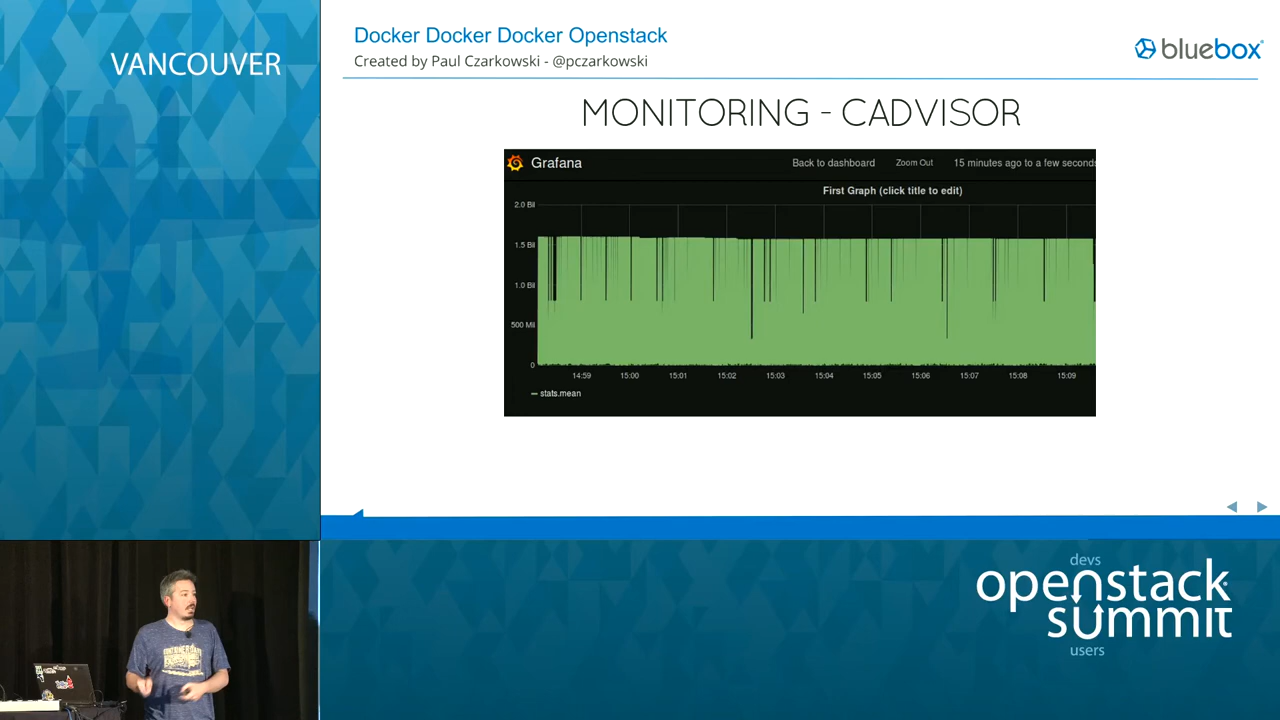 VANCOUVER
Docker Docker Docker Openstack
Created by Paul Czarkowski - @pczarkowski
bluebox
MONITORING - CADVISOR
Grafana
Back to dashboard
Zoom Out
15 minutes ago to a few seconds
First Graph (click title to edit)
2.0 Bil
1.5 Bil
1.0 Bil
500 Mil
0
14:59 15:00 15:01 15:02 15:03 15:04 15:05 15:06 15:07 15:08 15:09
stats.mean
devs
openstack
summit
users